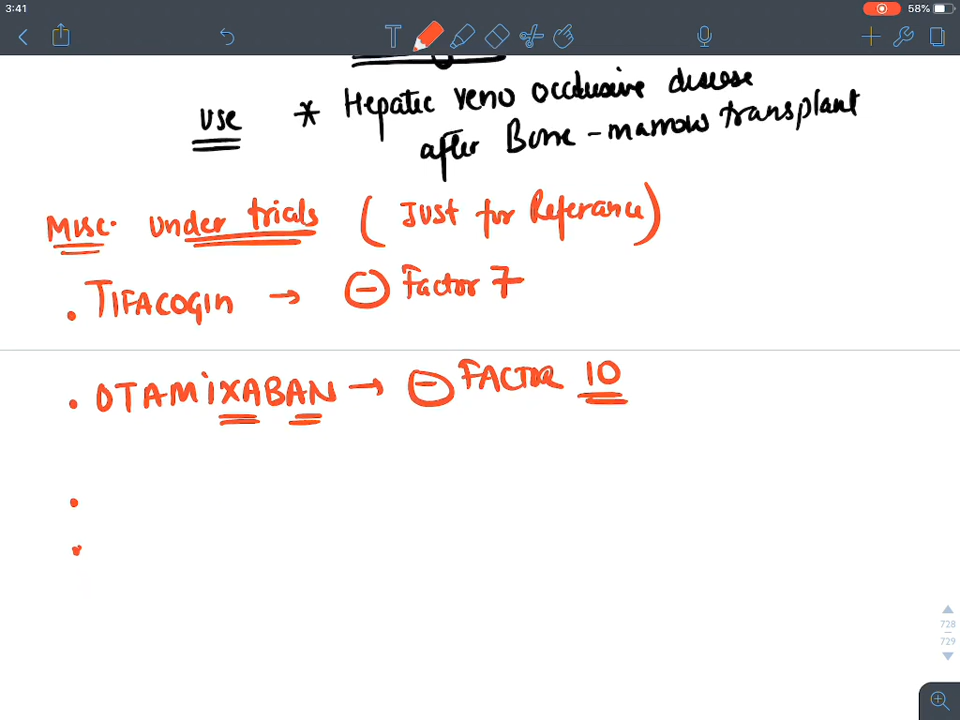 3:41
58%
T
USE * Hepatic veno occlusive disease
after Bone-marrow transplant
Misc. Under trials (Just for Referance)
• TIFACOGIN → ⊖ Factor 7
• OTAMIXABAN → ⊖ FACTOR 10
•
•
728
729